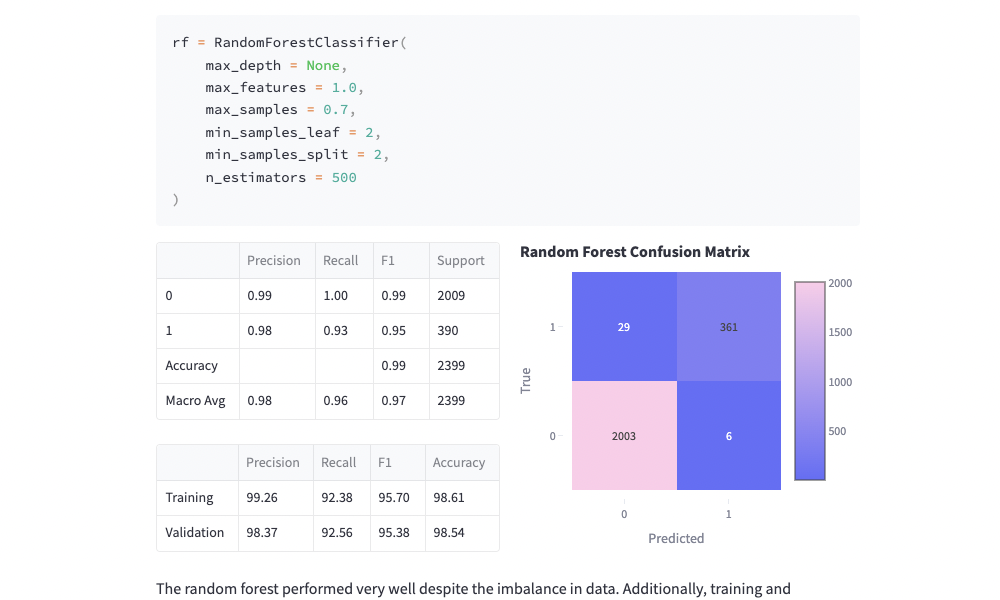 rf = RandomForestClassifier(
    max_depth = None,
    max_features = 1.0,
    max_samples = 0.7,
    min_samples_leaf = 2,
    min_samples_split = 2,
    n_estimators = 500
)
Precision Recall F1 Support
0 0.99 1.00 0.99 2009
1 0.98 0.93 0.95 390
Accuracy 0.99 2399
Macro Avg 0.98 0.96 0.97 2399
Precision Recall F1 Accuracy
Training 99.26 92.38 95.70 98.61
Validation 98.37 92.56 95.38 98.54
Random Forest Confusion Matrix
True
1 29 361
0 2003 6
0 1
Predicted
2000
1500
1000
500
The random forest performed very well despite the imbalance in data. Additionally, training and